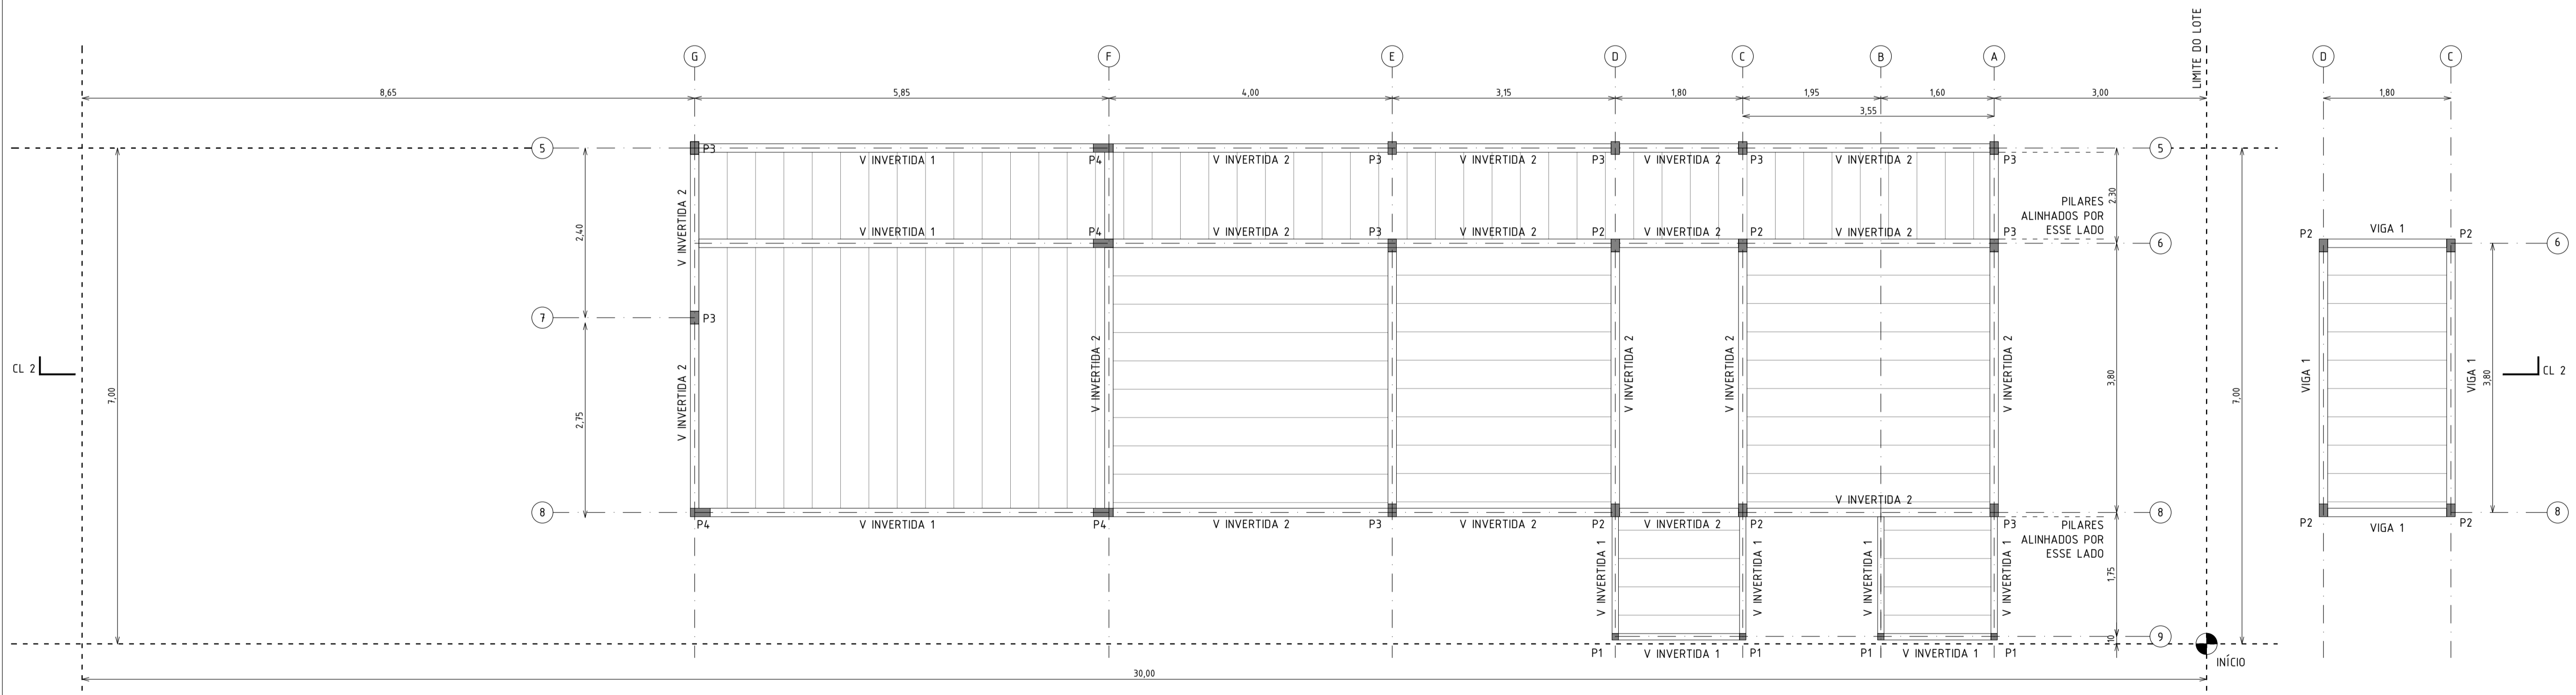 LIMITE DO LOTE
G F E D C B A D C
8,65 5,85 4,00 3,15 1,80 1,95 1,60 3,00 1,80
3,55
5 5
P3 V INVERTIDA 1 P4 V INVERTIDA 2 P3 V INVERTIDA 2 P3 V INVERTIDA 2 P3 V INVERTIDA 2 P3
V INVERTIDA 2
2,40
2,30
PILARES
ALINHADOS POR
ESSE LADO
V INVERTIDA 1 P4 V INVERTIDA 2 P3 V INVERTIDA 2 P2 V INVERTIDA 2 P2 V INVERTIDA 2 P3
6
P2 VIGA 1 P2
6
7 P3
CL 2
7,00
2,75
V INVERTIDA 2
V INVERTIDA 2
V INVERTIDA 2
V INVERTIDA 2
V INVERTIDA 2
3,80
7,00
VIGA 1
VIGA 1
3,80
CL 2
V INVERTIDA 2
8 8 8
P4 V INVERTIDA 1 P4 V INVERTIDA 2 P3 V INVERTIDA 2 P2 V INVERTIDA 2 P2 P3
P2 VIGA 1 P2
PILARES
ALINHADOS POR
ESSE LADO
V INVERTIDA 1
V INVERTIDA 1
V INVERTIDA 1
V INVERTIDA 1
1,75
10
9
P1 V INVERTIDA 1 P1 P1 V INVERTIDA 1 P1
INÍCIO
30,00